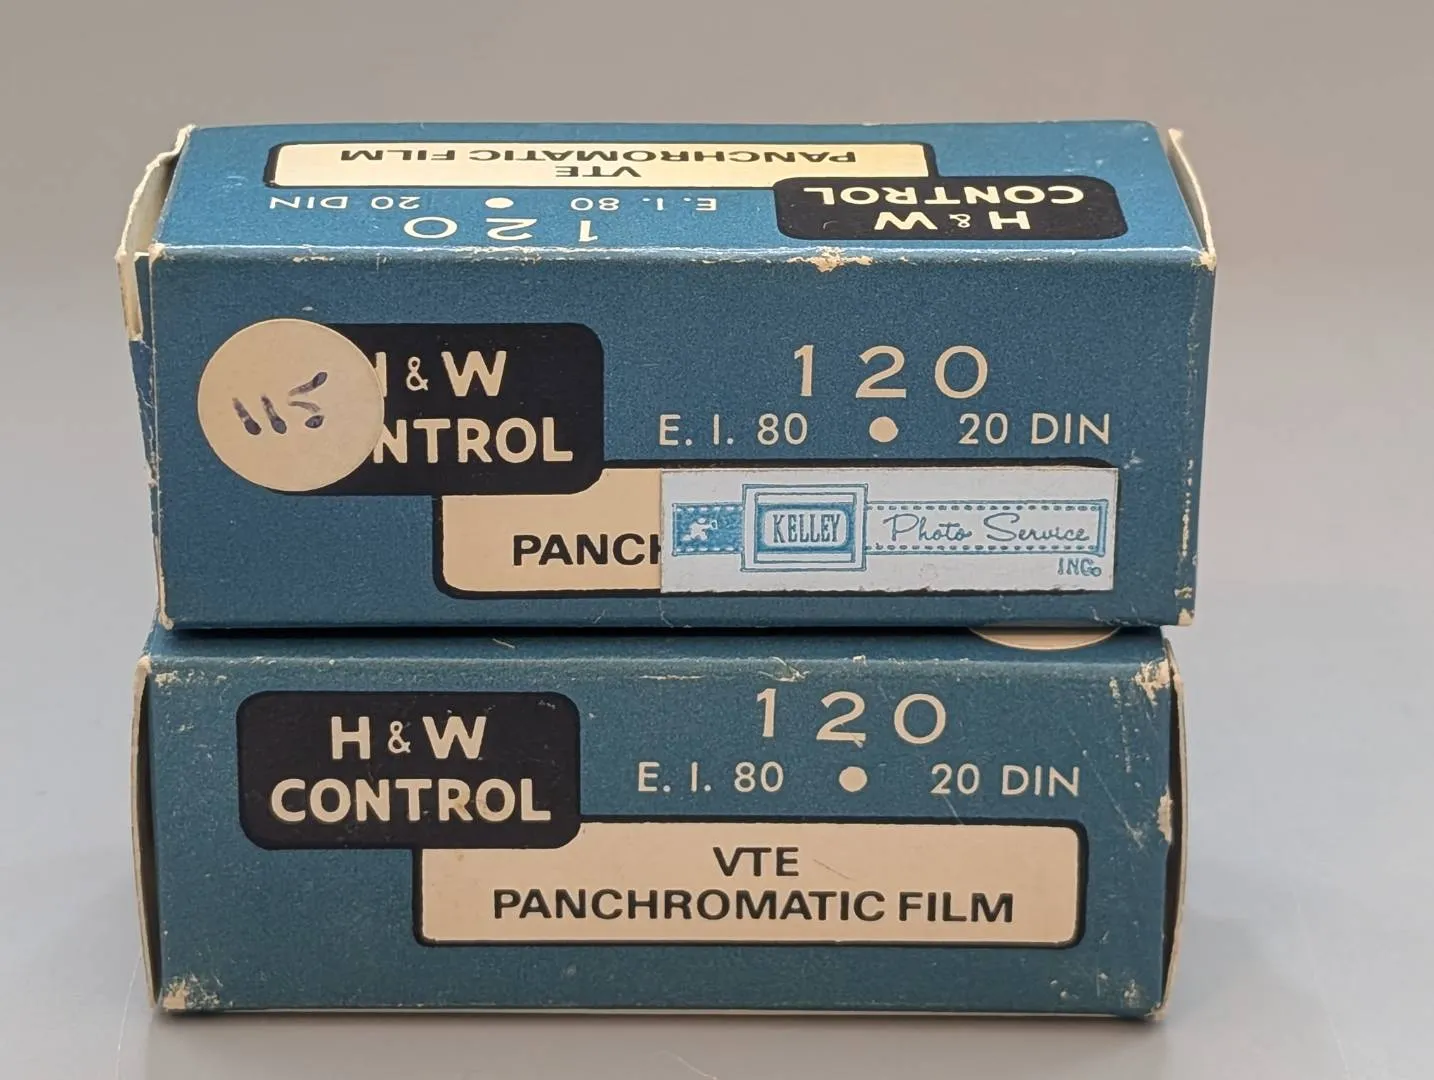 VTE
PANCHROMATIC FILM
H & W
CONTROL
120
E. I. 80 • 20 DIN
115
& W
NTROL
120
E. I. 80 • 20 DIN
PANCH
KELLEY Photo Service
INC.
H & W
CONTROL
120
E. I. 80 • 20 DIN
VTE
PANCHROMATIC FILM